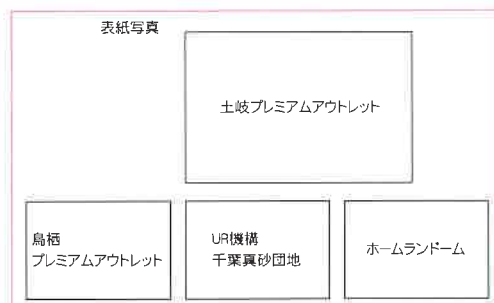 表紙写真
土岐プレミアムアウトレット
鳥栖
プレミアムアウトレット
UR機構
千葉真砂団地
ホームランドーム